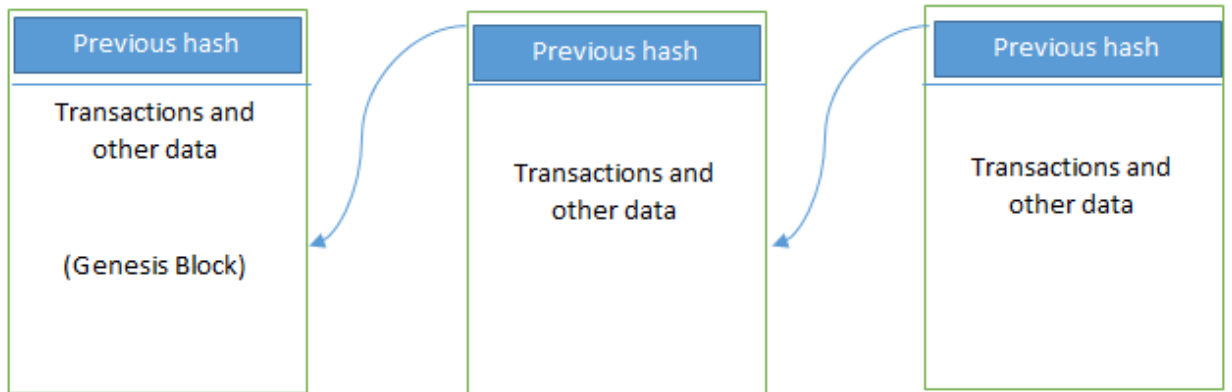 Previous hash
Transactions and
other data
(Genesis Block)
Previous hash
Transactions and
other data
Previous hash
Transactions and
other data